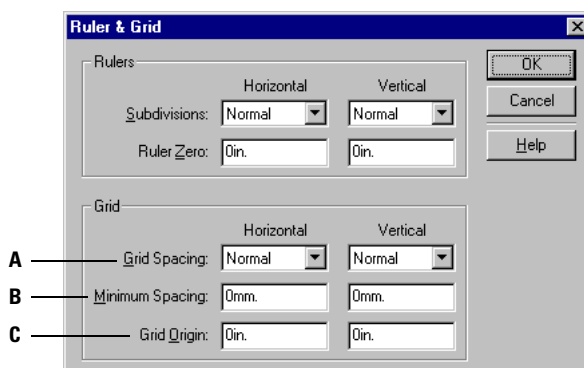 Ruler & Grid
Rulers
OK
Horizontal Vertical
Cancel
Subdivisions: Normal Normal
Ruler Zero: 0in. 0in.
Help
Grid
Horizontal Vertical
A Grid Spacing: Normal Normal
B Minimum Spacing: 0mm. 0mm.
C Grid Origin: 0in. 0in.